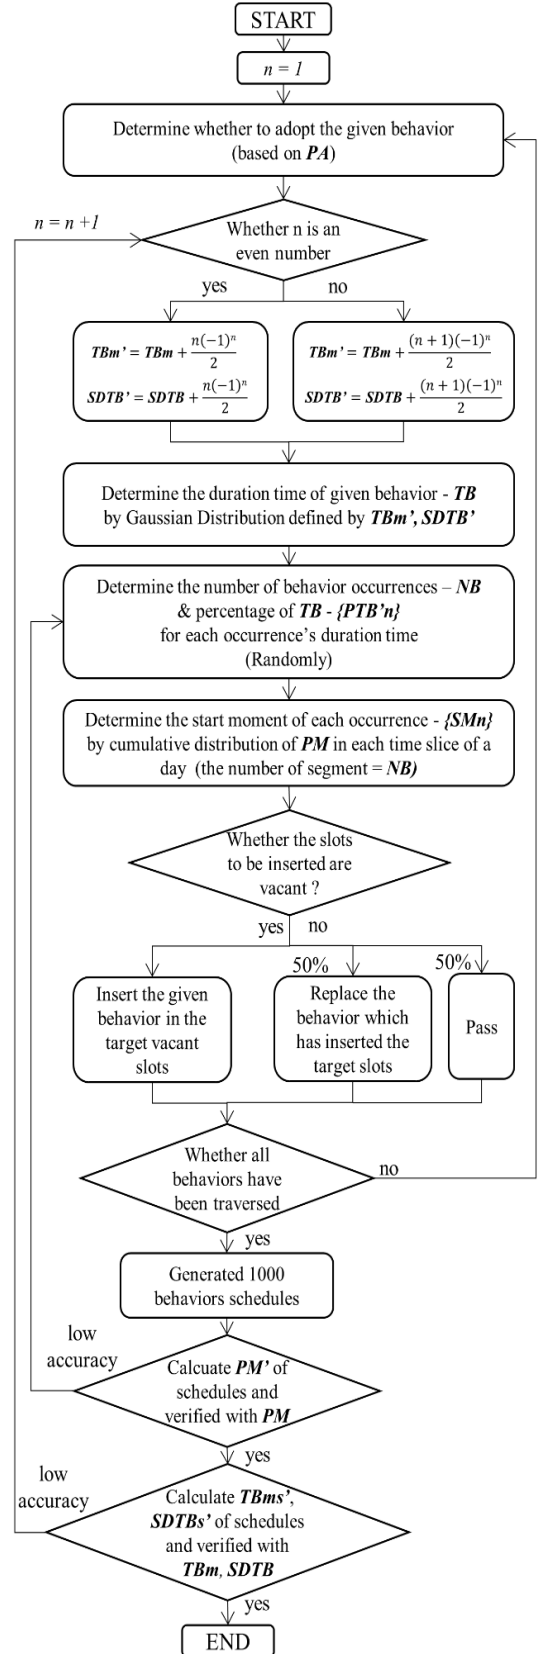 START
n = 1
Determine whether to adopt the given behavior
(based on PA)
n = n +1
Whether n is an
even number
yes
no
TBm’ = TBm + n(−1)ⁿ / 2
SDTB’ = SDTB + n(−1)ⁿ / 2
TBm’ = TBm + (n + 1)(−1)ⁿ / 2
SDTB’ = SDTB + (n + 1)(−1)ⁿ / 2
Determine the duration time of given behavior - TB
by Gaussian Distribution defined by TBm’, SDTB’
Determine the number of behavior occurrences – NB
& percentage of TB - {PTB’n}
for each occurrence’s duration time
(Randomly)
Determine the start moment of each occurrence - {SMn}
by cumulative distribution of PM in each time slice of a
day (the number of segment = NB)
Whether the slots
to be inserted are
vacant ?
yes
no
50%
50%
Insert the given
behavior in the
target vacant
slots
Replace the
behavior which
has inserted the
target slots
Pass
Whether all
behaviors have
been traversed
no
yes
Generated 1000
behaviors schedules
low
accuracy
Calcuate PM’ of
schedules and
verified with PM
yes
low
accuracy
Calculate TBms’,
SDTBs’ of schedules
and verified with
TBm, SDTB
yes
END